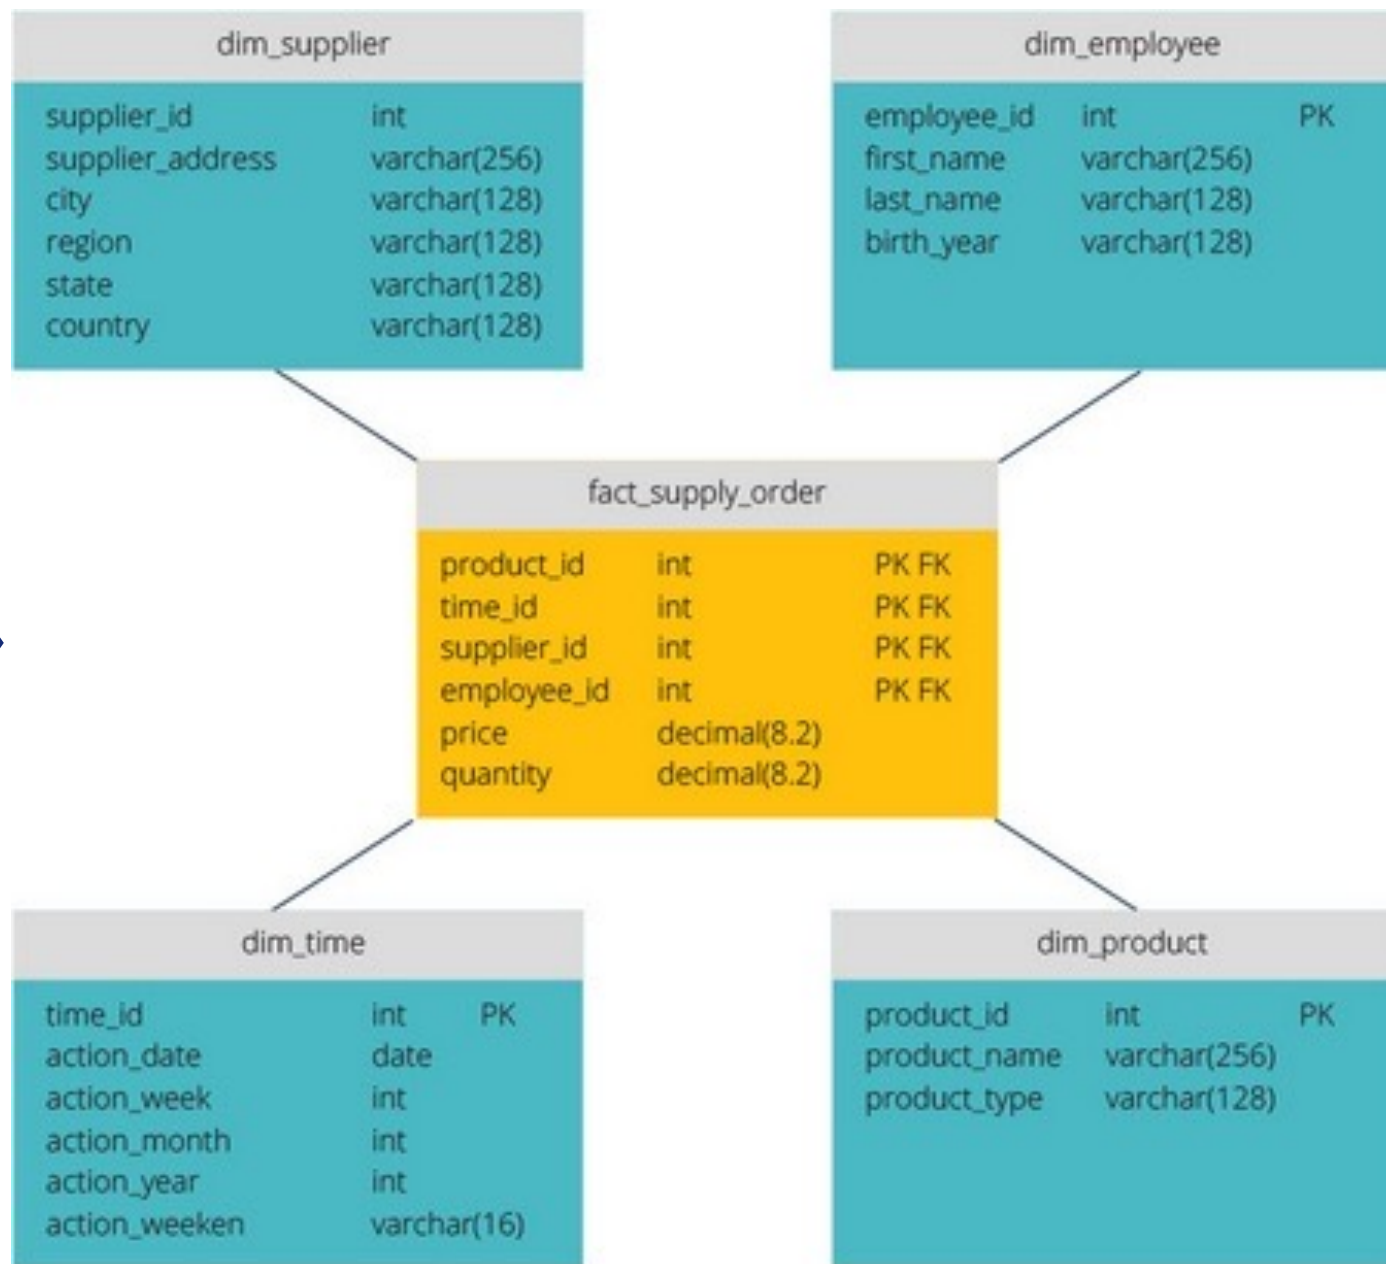 dim_supplier
supplier_id int
supplier_address varchar(256)
city varchar(128)
region varchar(128)
state varchar(128)
country varchar(128)
dim_employee
employee_id int PK
first_name varchar(256)
last_name varchar(128)
birth_year varchar(128)
fact_supply_order
product_id int PK FK
time_id int PK FK
supplier_id int PK FK
employee_id int PK FK
price decimal(8.2)
quantity decimal(8.2)
dim_time
time_id int PK
action_date date
action_week int
action_month int
action_year int
action_weeken varchar(16)
dim_product
product_id int PK
product_name varchar(256)
product_type varchar(128)